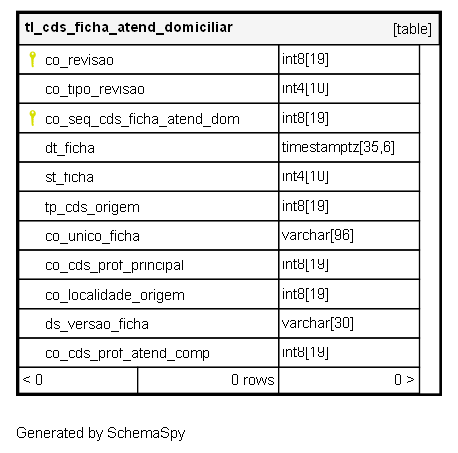 tl_cds_ficha_atend_domiciliar [table]
co_revisao int8[19]
co_tipo_revisao int4[10]
co_seq_cds_ficha_atend_dom int8[19]
dt_ficha timestamptz[35,6]
st_ficha int4[10]
tp_cds_origem int8[19]
co_unico_ficha varchar[96]
co_cds_prof_principal int8[19]
co_localidade_origem int8[19]
ds_versao_ficha varchar[30]
co_cds_prof_atend_comp int8[19]
< 0 0 rows 0 >
Generated by SchemaSpy